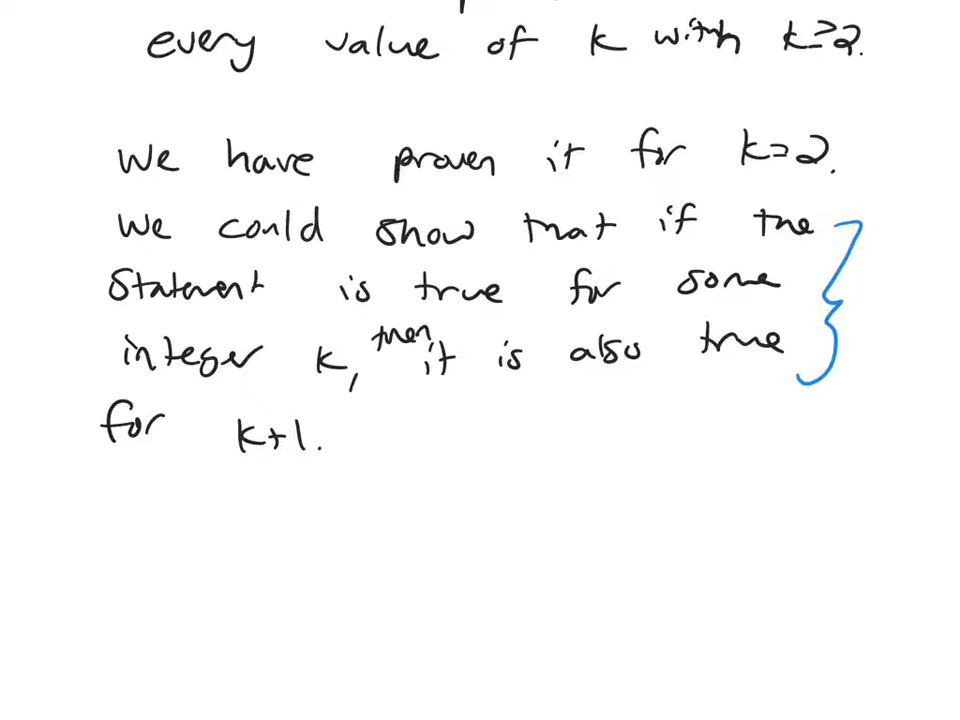 every value of k with k≥2.
We have proven it for k=2.
We could show that if the
statement is true for some
integer k, then it is also true
for k+1.